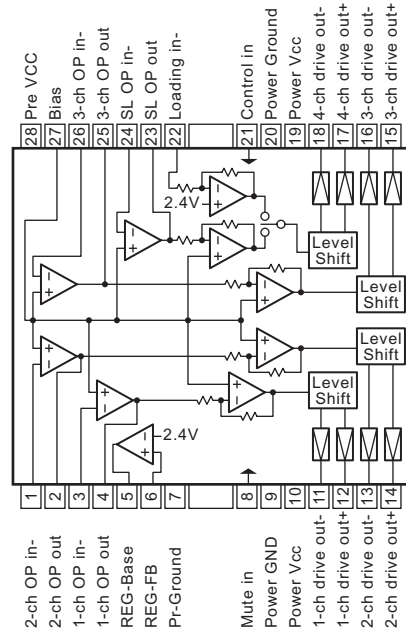 28 Pre VCC
27 Bias
26 3-ch OP in-
25 3-ch OP out
24 SL OP in-
23 SL OP out
22 Loading in-
21 Control in
20 Power Ground
19 Power Vcc
18 4-ch drive out-
17 4-ch drive out+
16 3-ch drive out-
15 3-ch drive out+
2.4V
Level
Shift
Level
Shift
Level
Shift
Level
Shift
2.4V
1 2-ch OP in-
2 2-ch OP out
3 1-ch OP in-
4 1-ch OP out
5 REG-Base
6 REG-FB
7 Pr-Ground
8 Mute in
9 Power GND
10 Power Vcc
11 1-ch drive out-
12 1-ch drive out+
13 2-ch drive out-
14 2-ch drive out+